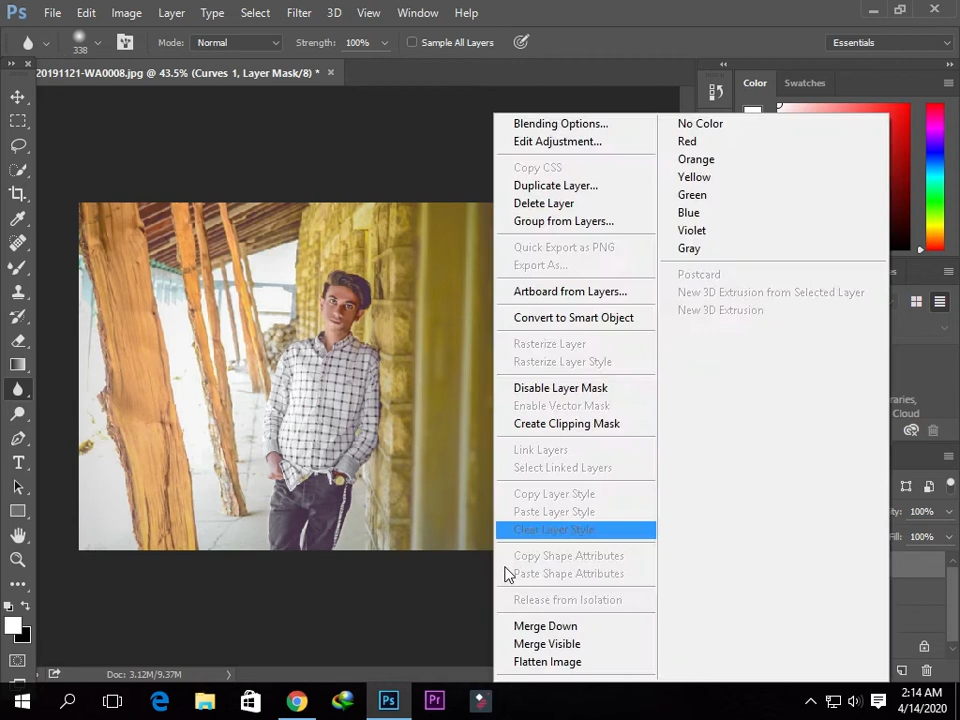 Ps File Edit Image Layer Type Select Filter 3D View Window Help
338 Mode: Normal Strength: 100% Sample All Layers Essentials
20191121-WA0008.jpg @ 43.5% (Curves 1, Layer Mask/8) *
Color Swatches
Blending Options...
Edit Adjustment...
Copy CSS
Duplicate Layer...
Delete Layer
Group from Layers...
Quick Export as PNG
Export As...
Artboard from Layers...
Convert to Smart Object
Rasterize Layer
Rasterize Layer Style
Disable Layer Mask
Enable Vector Mask
Create Clipping Mask
Link Layers
Select Linked Layers
Copy Layer Style
Paste Layer Style
Clear Layer Style
Copy Shape Attributes
Paste Shape Attributes
Release from Isolation
Merge Down
Merge Visible
Flatten Image
No Color
Red
Orange
Yellow
Green
Blue
Violet
Gray
Postcard
New 3D Extrusion from Selected Layer
New 3D Extrusion
raries,
Cloud
100%
ill: 100%
Doc: 3.12M/9.37M
Ps Pr
2:14 AM
4/14/2020